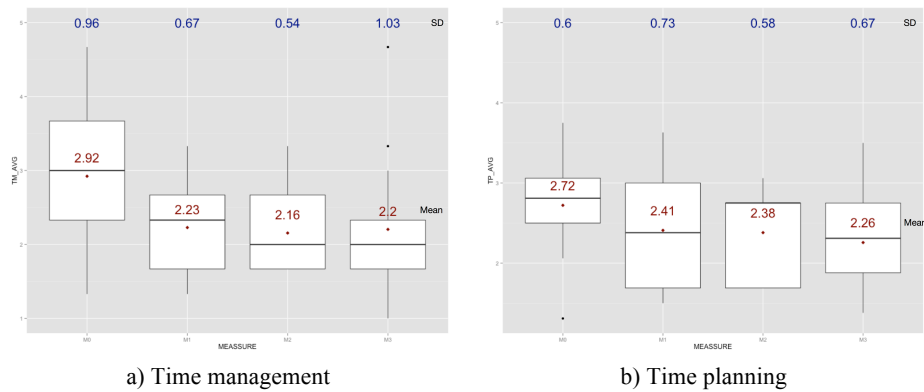 5 0.96 0.67 0.54 1.03 SD
4
3
2
1
2.92
2.23
2.16
2.2
Mean
TM_AVG
M0 M1 M2 M3
MEASSURE
a) Time management
5 0.6 0.73 0.58 0.67 SD
4
3
2
2.72
2.41
2.38
2.26
Mean
TP_AVG
M0 M1 M2 M3
MEASSURE
b) Time planning